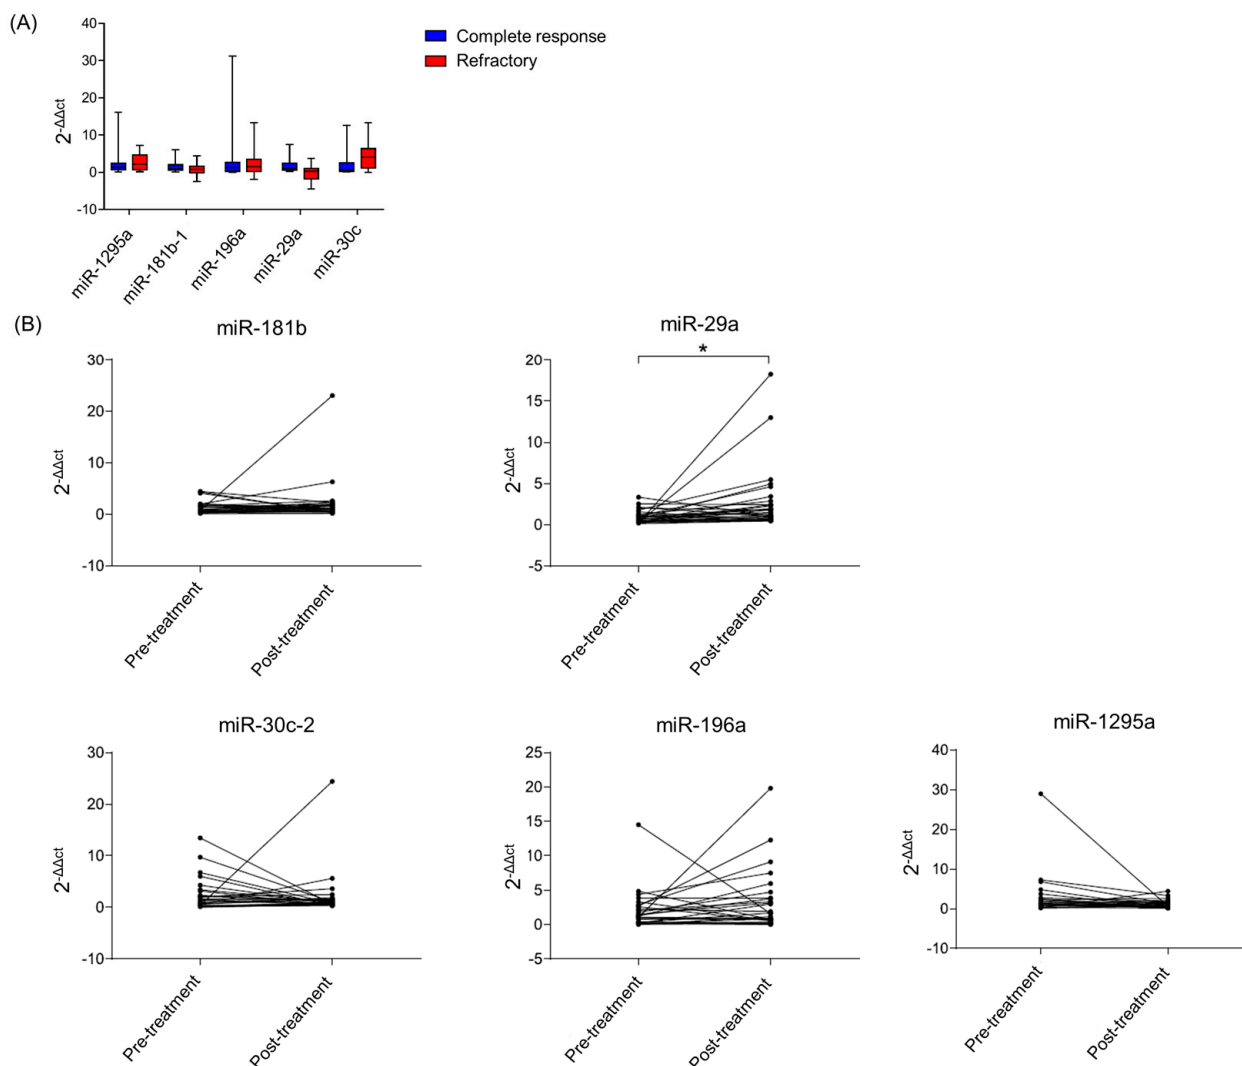 (A)
40
30
20
10
0
-10
2-ΔΔct
Complete response
Refractory
miR-1295a
miR-181b-1
miR-196a
miR-29a
miR-30c
(B)
miR-181b
30
20
10
0
-10
2-ΔΔct
Pre-treatment
Post-treatment
miR-29a
*
20
15
10
5
0
-5
2-ΔΔct
Pre-treatment
Post-treatment
miR-30c-2
30
20
10
0
-10
2-ΔΔct
Pre-treatment
Post-treatment
miR-196a
25
20
15
10
5
0
-5
2-ΔΔct
Pre-treatment
Post-treatment
miR-1295a
40
30
20
10
0
-10
2-ΔΔct
Pre-treatment
Post-treatment